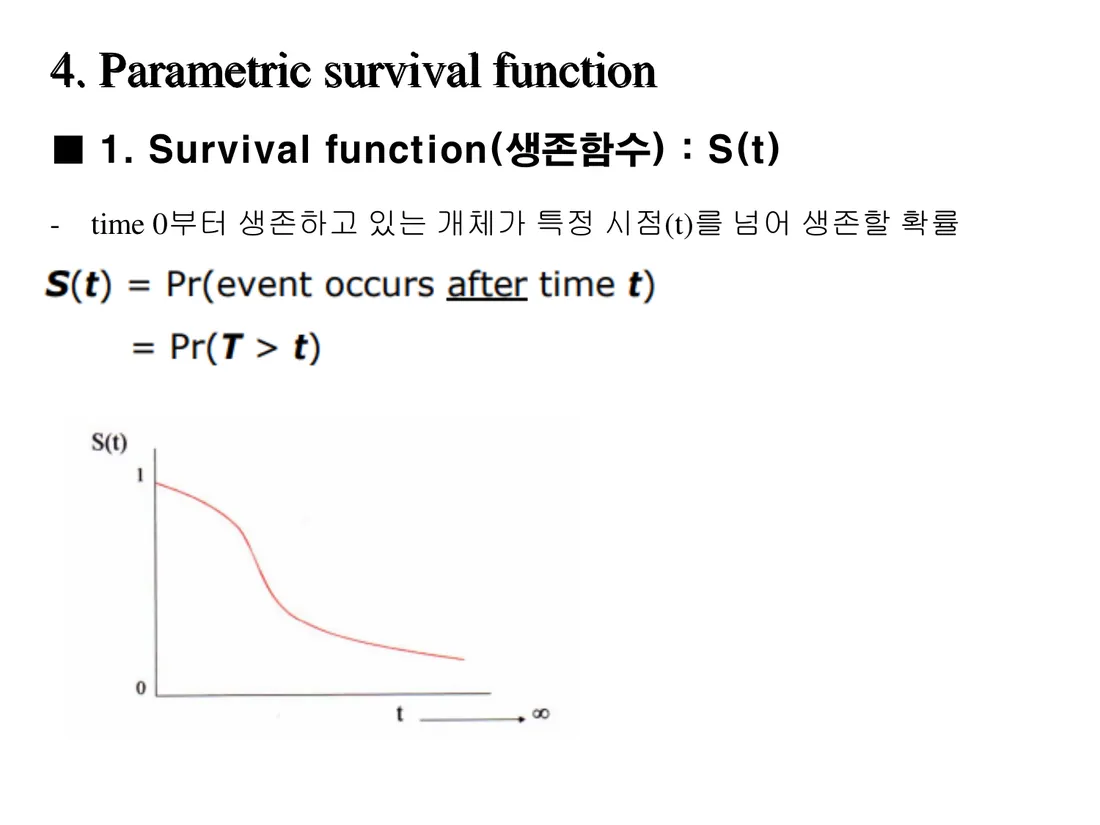 4. Parametric survival function
■ 1. Survival function(생존함수) : S(t)
- time 0부터 생존하고 있는 개체가 특정 시점(t)를 넘어 생존할 확률
S(t) = Pr(event occurs after time t)
= Pr(T > t)
S(t)
1
0
t → ∞